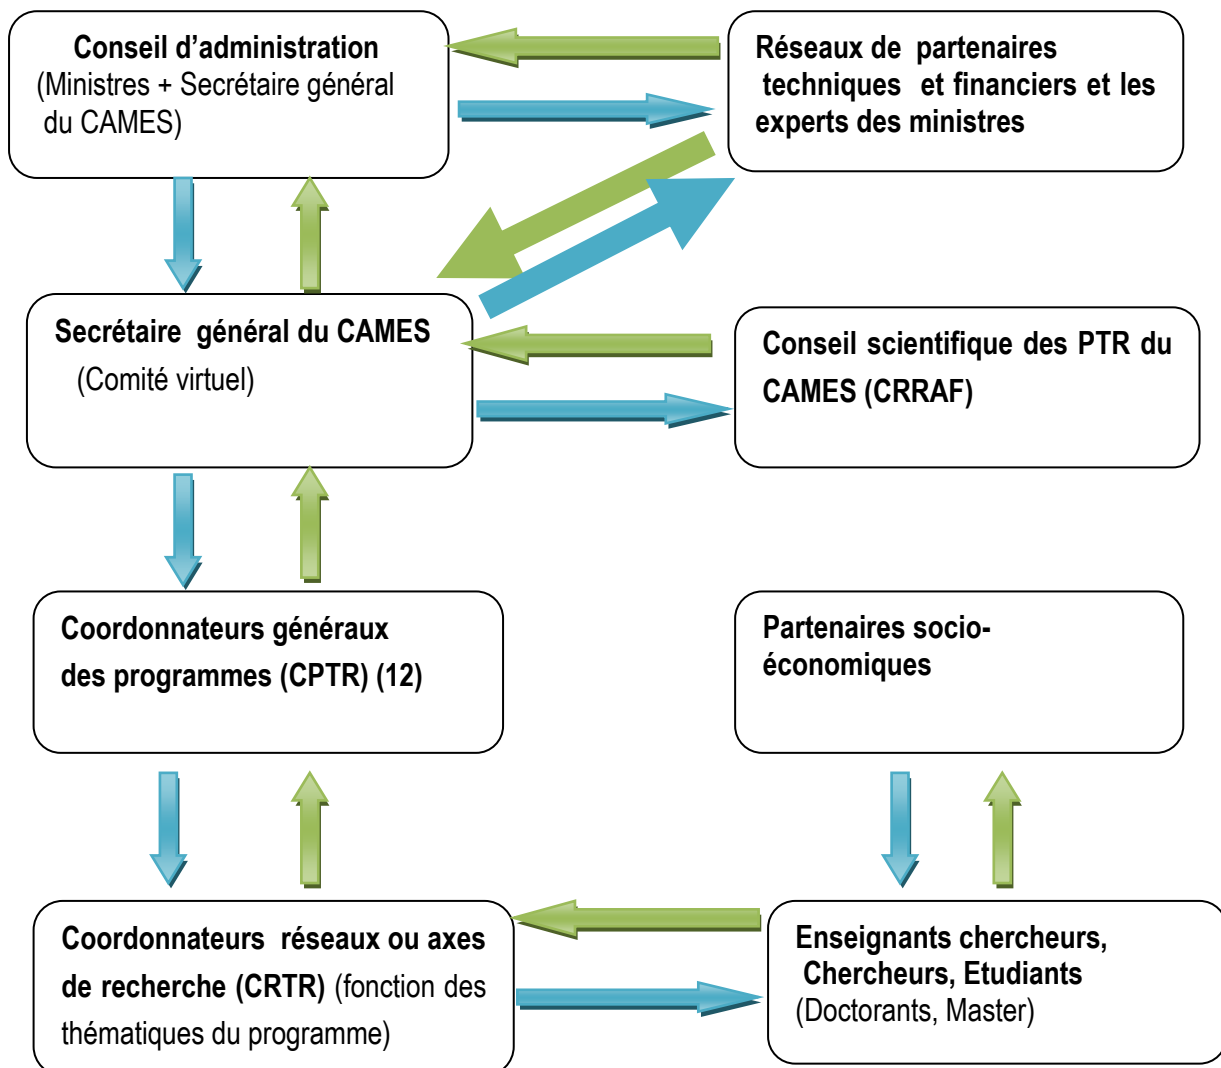 Conseil d’administration
(Ministres + Secrétaire général
du CAMES)
Réseaux de partenaires
techniques et financiers et les
experts des ministres
Secrétaire général du CAMES
(Comité virtuel)
Conseil scientifique des PTR du
CAMES (CRRAF)
Coordonnateurs généraux
des programmes (CPTR) (12)
Partenaires socio-
économiques
Coordonnateurs réseaux ou axes
de recherche (CRTR) (fonction des
thématiques du programme)
Enseignants chercheurs,
Chercheurs, Etudiants
(Doctorants, Master)